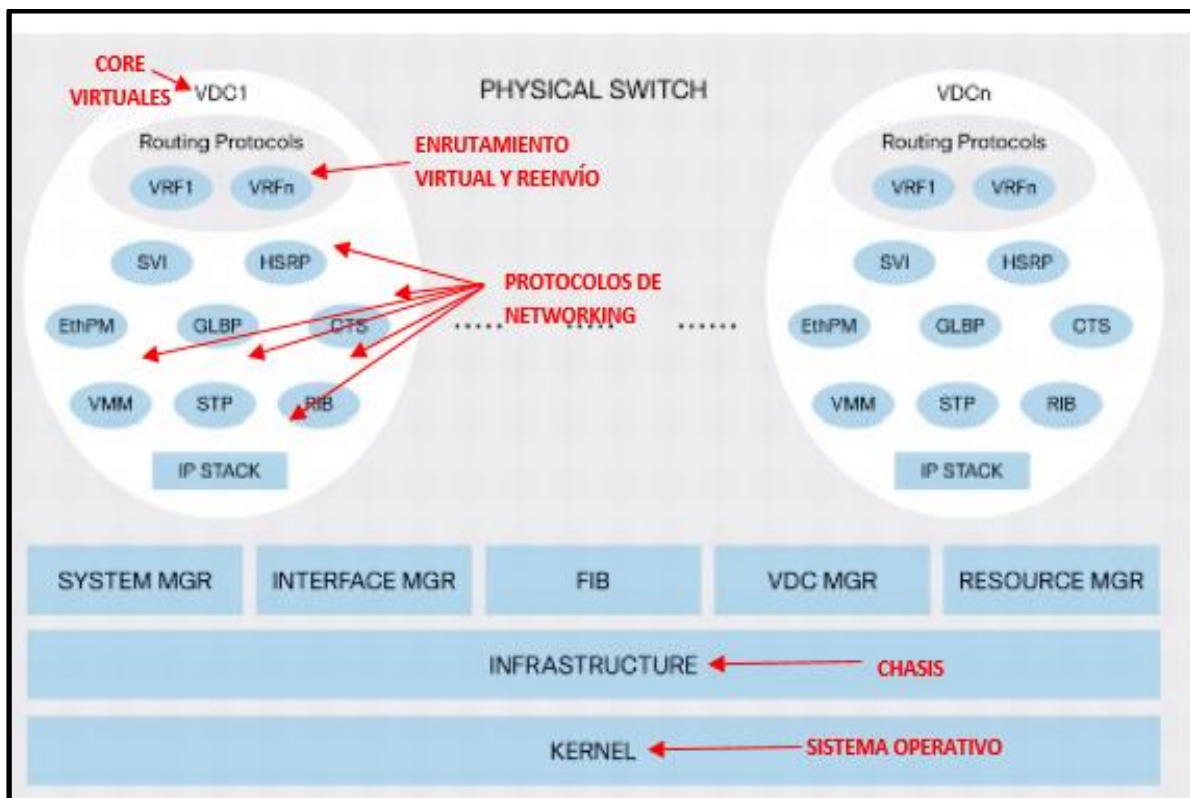 CORE
VIRTUALES
VDC1
PHYSICAL SWITCH
VDCn
Routing Protocols
VRF1
VRFn
ENRUTAMIENTO
VIRTUAL Y REENVÍO
Routing Protocols
VRF1
VRFn
SVI
HSRP
PROTOCOLOS DE
NETWORKING
SVI
HSRP
EthPM
GLBP
CTS
...... ...... ......
EthPM
GLBP
CTS
VMM
STP
RIB
VMM
STP
RIB
IP STACK
IP STACK
SYSTEM MGR
INTERFACE MGR
FIB
VDC MGR
RESOURCE MGR
INFRASTRUCTURE
CHASIS
KERNEL
SISTEMA OPERATIVO